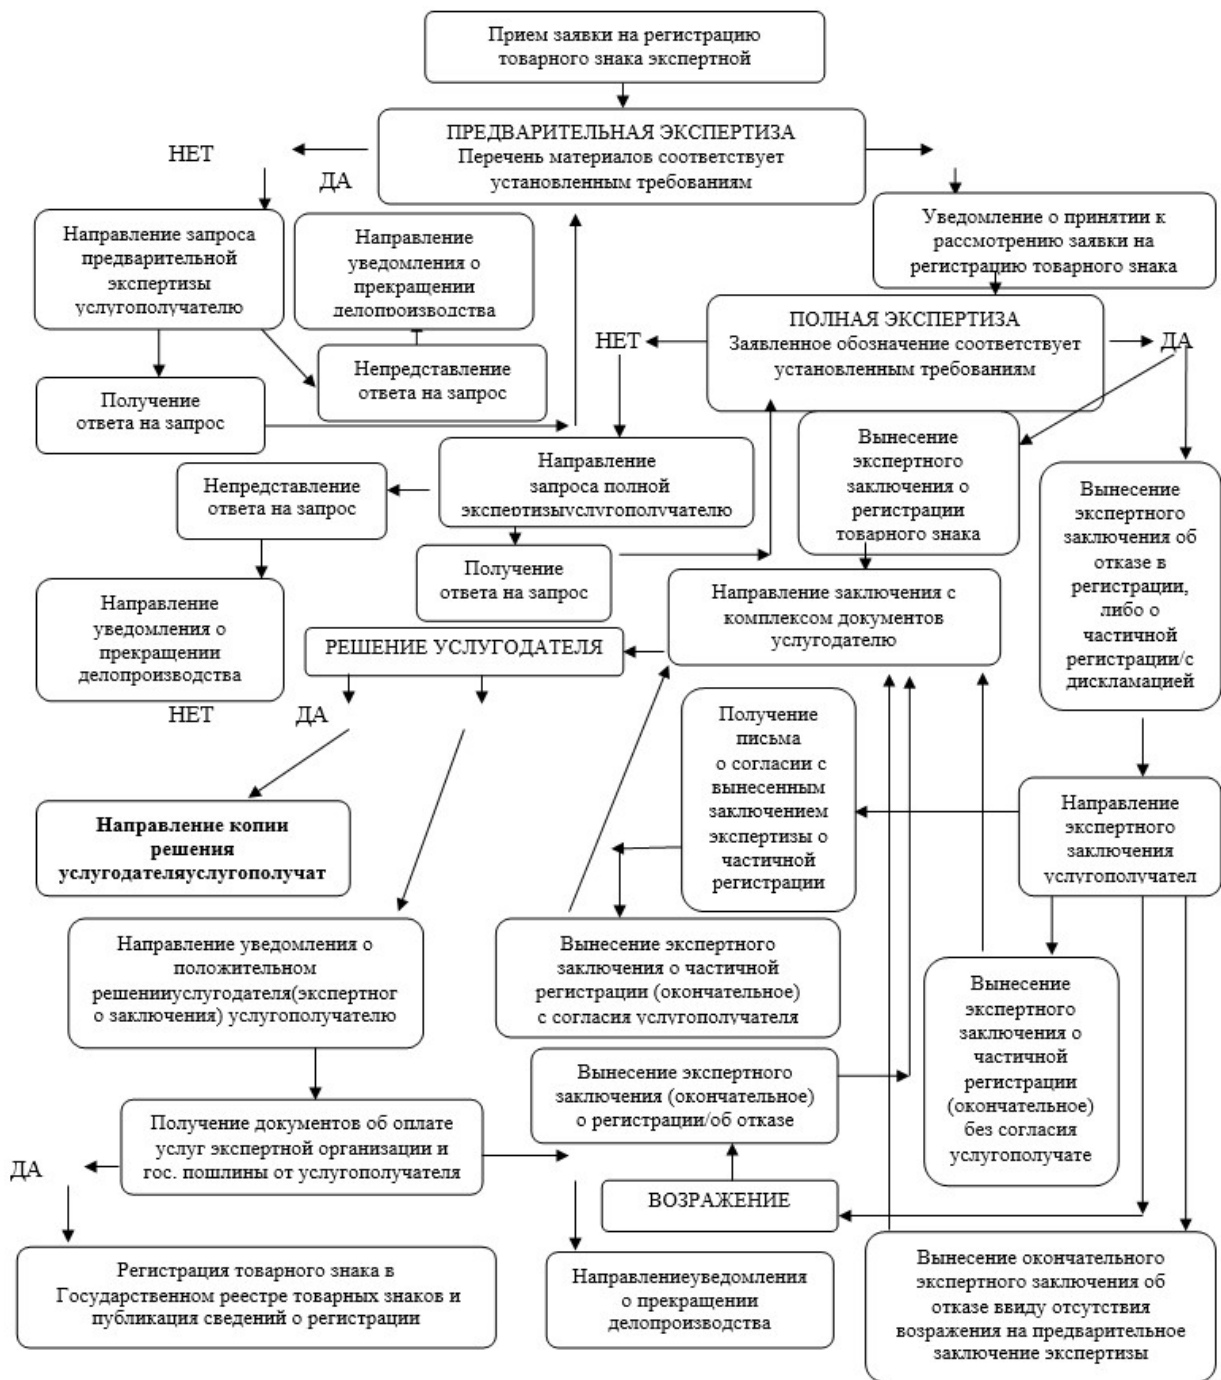 Прием заявки на регистрацию
товарного знака экспертной
ПРЕДВАРИТЕЛЬНАЯ ЭКСПЕРТИЗА
Перечень материалов соответствует
установленным требованиям
НЕТ
ДА
Направление запроса
предварительной
экспертизы
услугополучателю
Направление
уведомления о
прекращении
делопроизводства
Уведомление о принятии к
рассмотрению заявки на
регистрацию товарного знака
ПОЛНАЯ ЭКСПЕРТИЗА
Заявленное обозначение соответствует
установленным требованиям
НЕТ
ДА
Непредставление
ответа на запрос
Получение
ответа на запрос
Вынесение
экспертного
заключения о
регистрации
товарного знака
Направление
запроса полной
экспертизыуслугополучателю
Непредставление
ответа на запрос
Вынесение
экспертного
заключения об
отказе в
регистрации,
либо о
частичной
регистрации/с
дискламацией
Получение
ответа на запрос
Направление
уведомления о
прекращении
делопроизводства
Направление заключения с
комплексом документов
услугодателю
РЕШЕНИЕ УСЛУГОДАТЕЛЯ
НЕТ
ДА
Получение
письма
о согласии с
вынесенным
заключением
экспертизы о
частичной
регистрации
Направление
экспертного
заключения
услугополучател
Направление копии
решения
услугодателяуслугополучат
Направление уведомления о
положительном
решенииуслугодателя(экспертног
о заключения) услугополучателю
Вынесение экспертного
заключения о частичной
регистрации (окончательное)
с согласия услугополучателя
Вынесение
экспертного
заключения о
частичной
регистрации
(окончательное)
без согласия
услугополучате
Вынесение экспертного
заключения (окончательное)
о регистрации/об отказе
Получение документов об оплате
услуг экспертной организации и
гос. пошлины от услугополучателя
ДА
ВОЗРАЖЕНИЕ
Регистрация товарного знака в
Государственном реестре товарных знаков и
публикация сведений о регистрации
Направлениеуведомления
о прекращении
делопроизводства
Вынесение окончательного
экспертного заключения об
отказе ввиду отсутствия
возражения на предварительное
заключение экспертизы